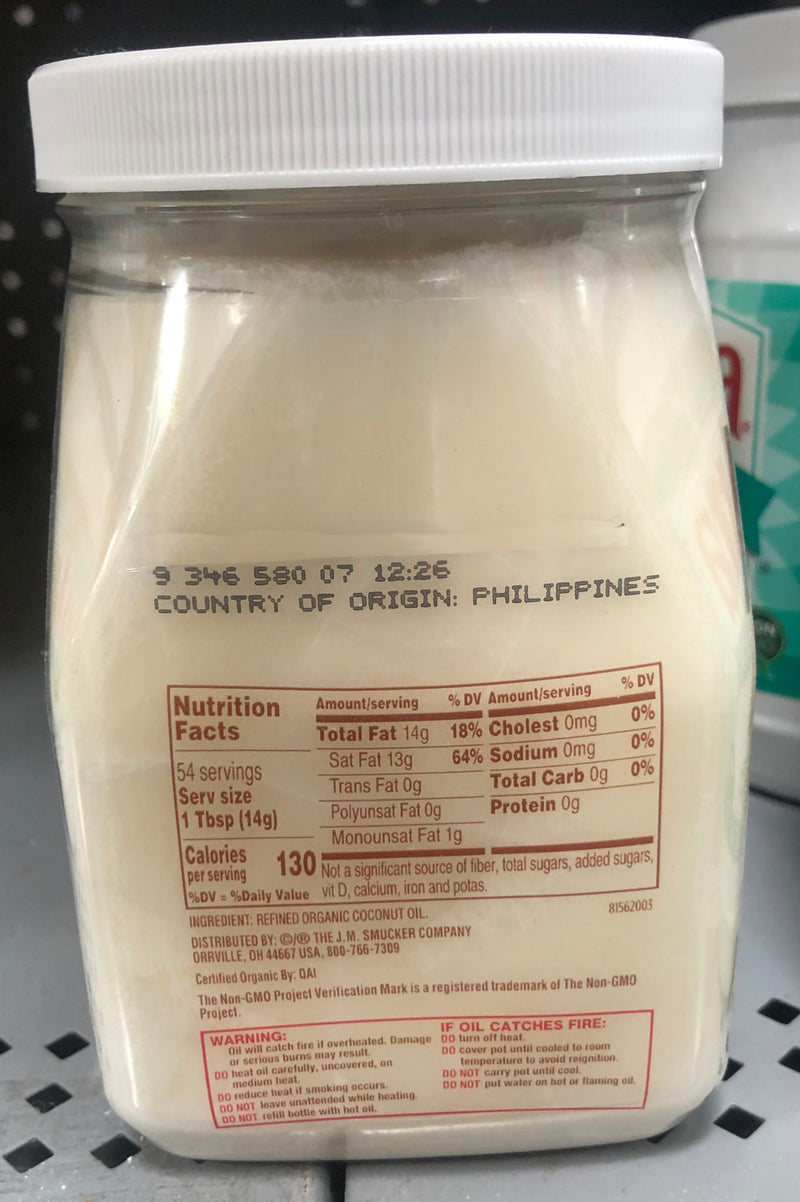 9 346 580 07 12:26
COUNTRY OF ORIGIN: PHILIPPINES
Nutrition
Facts
54 servings
Serv size
1 Tbsp (14g)
Calories
per serving 130
%DV = %Daily Value
Amount/serving % DV
Total Fat 14g 18%
Sat Fat 13g 64%
Trans Fat 0g
Polyunsat Fat 0g
Monounsat Fat 1g
Amount/serving % DV
Cholest 0mg 0%
Sodium 0mg 0%
Total Carb 0g 0%
Protein 0g
Not a significant source of fiber, total sugars, added sugars,
vit D, calcium, iron and potas.
INGREDIENT: REFINED ORGANIC COCONUT OIL.
81562003
DISTRIBUTED BY: ©/® THE J.M. SMUCKER COMPANY
ORRVILLE, OH 44667 USA, 800-766-7309
Certified Organic By: QAI
The Non-GMO Project Verification Mark is a registered trademark of The Non-GMO
Project.
WARNING:
Oil will catch fire if overheated. Damage
or serious burns may result.
DO heat oil carefully, uncovered, on
medium heat.
DO reduce heat if smoking occurs.
DO NOT leave unattended while heating.
DO NOT refill bottle with hot oil.
IF OIL CATCHES FIRE:
DO turn off heat.
DO cover pot until cooled to room
temperature to avoid reignition.
DO NOT carry pot until cool.
DO NOT put water on hot or flaming oil.